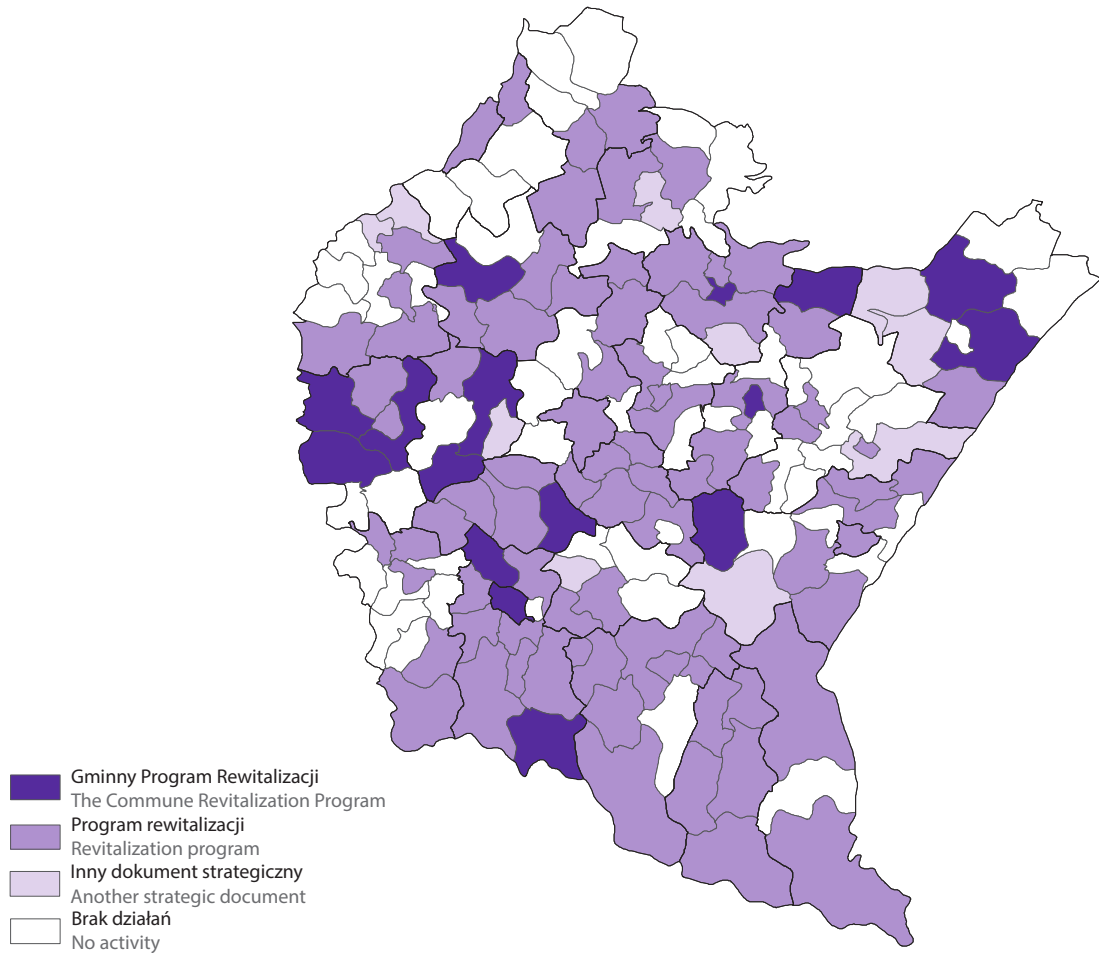 Gminny Program Rewitalizacji
The Commune Revitalization Program
Program rewitalizacji
Revitalization program
Inny dokument strategiczny
Another strategic document
Brak działań
No activity